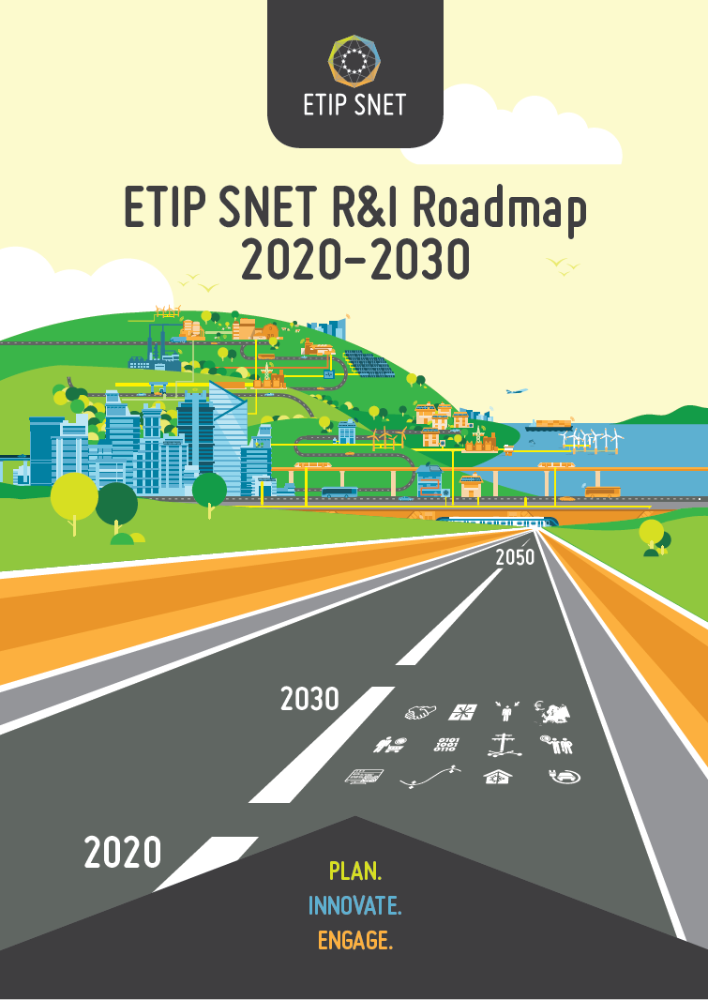 ETIP SNET
ETIP SNET R&I Roadmap
2020-2030
2050
2030
0101
1001
0110
2020
PLAN.
INNOVATE.
ENGAGE.